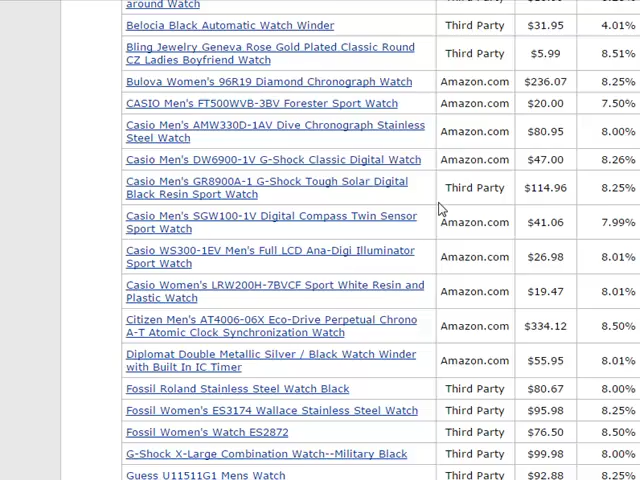 around Watch
Belocia Black Automatic Watch Winder Third Party $31.95 4.01%
Bling Jewelry Geneva Rose Gold Plated Classic Round
CZ Ladies Boyfriend Watch Third Party $5.99 8.51%
Bulova Women's 96R19 Diamond Chronograph Watch Amazon.com $236.07 8.25%
CASIO Men's FT500WVB-3BV Forester Sport Watch Amazon.com $20.00 7.50%
Casio Men's AMW330D-1AV Dive Chronograph Stainless
Steel Watch Amazon.com $80.95 8.00%
Casio Men's DW6900-1V G-Shock Classic Digital Watch Amazon.com $47.00 8.26%
Casio Men's GR8900A-1 G-Shock Tough Solar Digital
Black Resin Sport Watch Third Party $114.96 8.25%
Casio Men's SGW100-1V Digital Compass Twin Sensor
Sport Watch Amazon.com $41.06 7.99%
Casio WS300-1EV Men's Full LCD Ana-Digi Illuminator
Sport Watch Amazon.com $26.98 8.01%
Casio Women's LRW200H-7BVCF Sport White Resin and
Plastic Watch Amazon.com $19.47 8.01%
Citizen Men's AT4006-06X Eco-Drive Perpetual Chrono
A-T Atomic Clock Synchronization Watch Amazon.com $334.12 8.50%
Diplomat Double Metallic Silver / Black Watch Winder
with Built In IC Timer Amazon.com $55.95 8.01%
Fossil Roland Stainless Steel Watch Black Third Party $80.67 8.00%
Fossil Women's ES3174 Wallace Stainless Steel Watch Third Party $95.98 8.25%
Fossil Women's Watch ES2872 Third Party $76.50 8.50%
G-Shock X-Large Combination Watch--Military Black Third Party $99.98 8.00%
Guess U11511G1 Mens Watch Third Party $92.88 8.25%